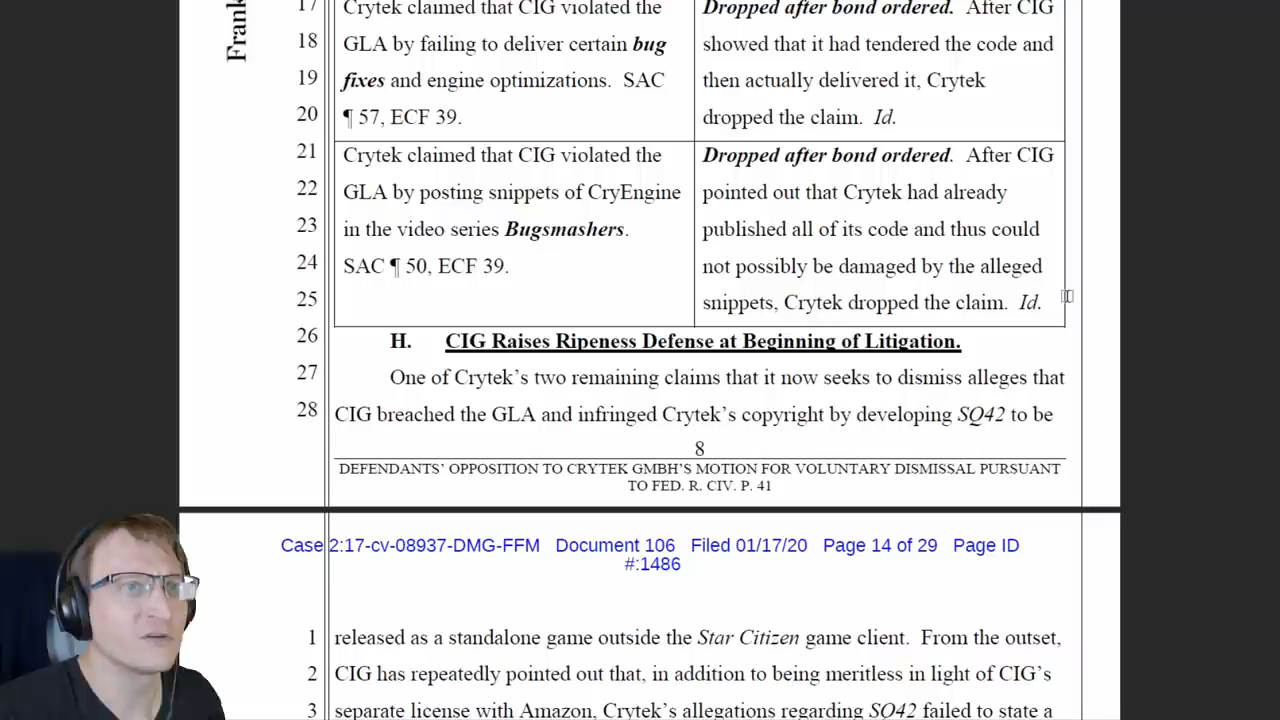 Frank
17 Crytek claimed that CIG violated the Dropped after bond ordered. After CIG
18 GLA by failing to deliver certain bug showed that it had tendered the code and
19 fixes and engine optimizations. SAC then actually delivered it, Crytek
20 ¶ 57, ECF 39. dropped the claim. Id.
21 Crytek claimed that CIG violated the Dropped after bond ordered. After CIG
22 GLA by posting snippets of CryEngine pointed out that Crytek had already
23 in the video series Bugsmashers. published all of its code and thus could
24 SAC ¶ 50, ECF 39. not possibly be damaged by the alleged
25 snippets, Crytek dropped the claim. Id.
26 H. CIG Raises Ripeness Defense at Beginning of Litigation.
27 One of Crytek’s two remaining claims that it now seeks to dismiss alleges that
28 CIG breached the GLA and infringed Crytek’s copyright by developing SQ42 to be
8
DEFENDANTS’ OPPOSITION TO CRYTEK GMBH’S MOTION FOR VOLUNTARY DISMISSAL PURSUANT
TO FED. R. CIV. P. 41
Case 2:17-cv-08937-DMG-FFM Document 106 Filed 01/17/20 Page 14 of 29 Page ID
#:1486
1 released as a standalone game outside the Star Citizen game client. From the outset,
2 CIG has repeatedly pointed out that, in addition to being meritless in light of CIG’s
3 separate license with Amazon, Crytek’s allegations regarding SQ42 failed to state a